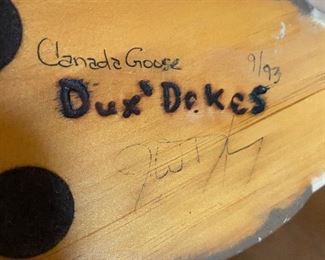 Canada Goose 9/93
Dux' Dekes